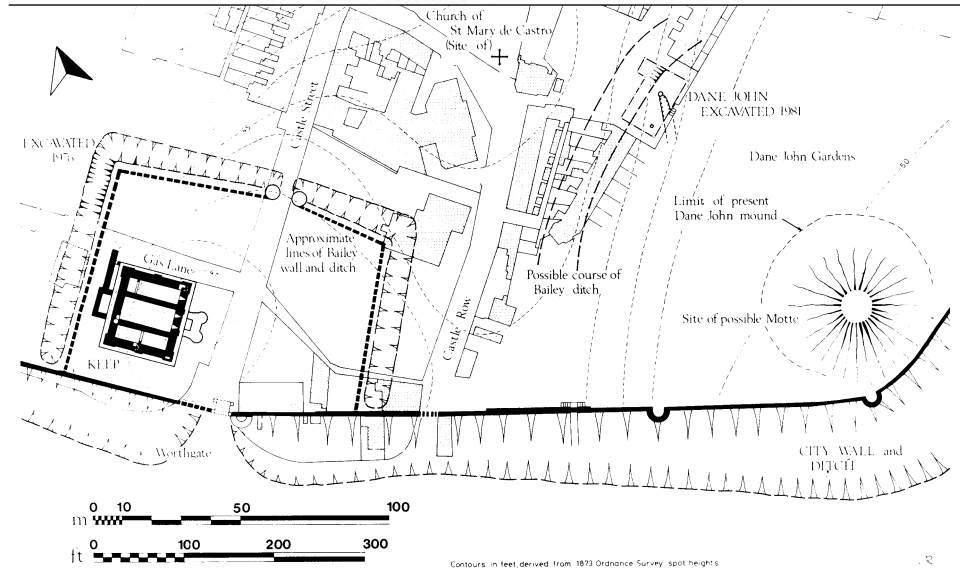 Church of
St Mary de Castro
(Site of)
Castle Street
45
EXCAVATED
DANE JOHN
EXCAVATED 1981
Dane John Gardens
50
Limit of present
Dane John mound
Approximate
lines of Bailey
wall and ditch
Gas Lane
45
Possible course of
Bailey ditch
Site of possible Motte
Castle Row
KEEP
Worthgate
CITY WALL and
DITCH
m 0 10 50 100
ft 0 100 200 300
Contours in feet, derived from 1873 Ordnance Survey spot heights